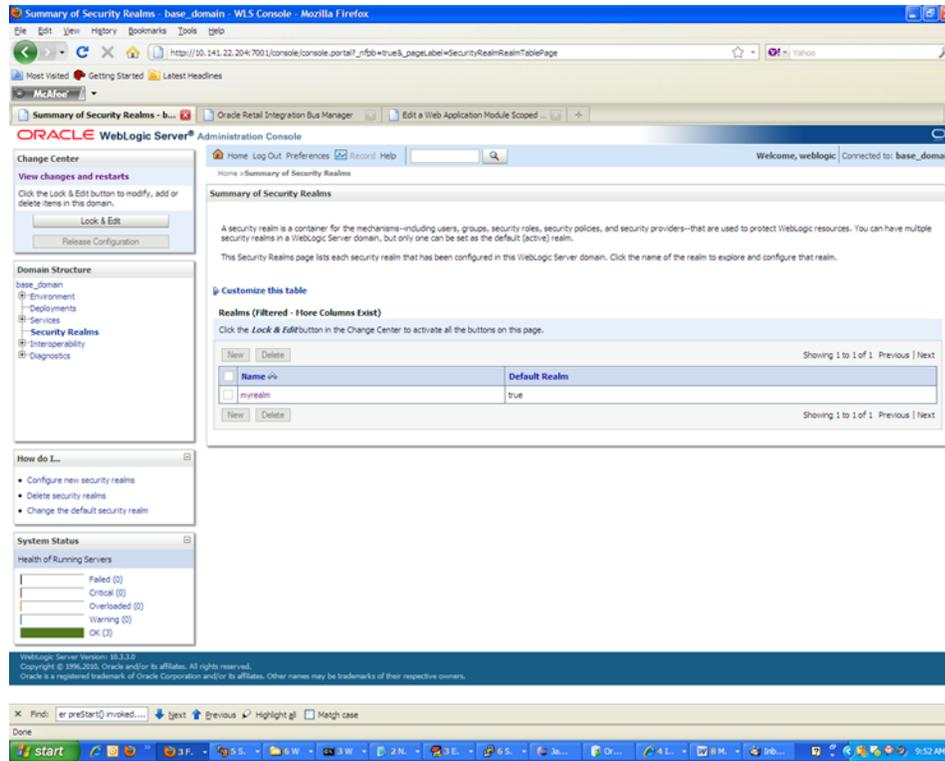 Summary of Security Realms - base_domain - WLS Console - Mozilla Firefox
File Edit View History Bookmarks Tools Help
http://10.141.22.204:7001/console/console.portal?_nfpb=true&_pageLabel=SecurityRealmRealmTablePage
Yahoo
Most Visited Getting Started Latest Headlines
McAfee
Summary of Security Realms - b... Oracle Retail Integration Bus Manager Edit a Web Application Module Scoped ...
ORACLE WebLogic Server® Administration Console
Change Center
View changes and restarts
Click the Lock & Edit button to modify, add or
delete items in this domain.
Lock & Edit
Release Configuration
Domain Structure
base_domain
Environment
Deployments
Services
Security Realms
Interoperability
Diagnostics
How do I...
Configure new security realms
Delete security realms
Change the default security realm
System Status
Health of Running Servers
Failed (0)
Critical (0)
Overloaded (0)
Warning (0)
OK (3)
Home Log Out Preferences Record Help
Welcome, weblogic Connected to: base_doma
Home >Summary of Security Realms
Summary of Security Realms
A security realm is a container for the mechanisms--including users, groups, security roles, security policies, and security providers--that are used to protect WebLogic resources. You can have multiple
security realms in a WebLogic Server domain, but only one can be set as the default (active) realm.
This Security Realms page lists each security realm that has been configured in this WebLogic Server domain. Click the name of the realm to explore and configure that realm.
Customize this table
Realms (Filtered - More Columns Exist)
Click the Lock & Edit button in the Change Center to activate all the buttons on this page.
New Delete Showing 1 to 1 of 1 Previous | Next
Name Default Realm
myrealm true
New Delete Showing 1 to 1 of 1 Previous | Next
WebLogic Server Version: 10.3.3.0
Copyright © 1996,2010, Oracle and/or its affiliates. All rights reserved.
Oracle is a registered trademark of Oracle Corporation and/or its affiliates. Other names may be trademarks of their respective owners.
Find: er preStart() invoked.... Next Previous Highlight all Match case
Done
start 3 F. 5 S. 6 W 3 W 2 N. 3 E. 6 S. Ja... Or... 4 I.. 8 M. Inb... 9:52 AM